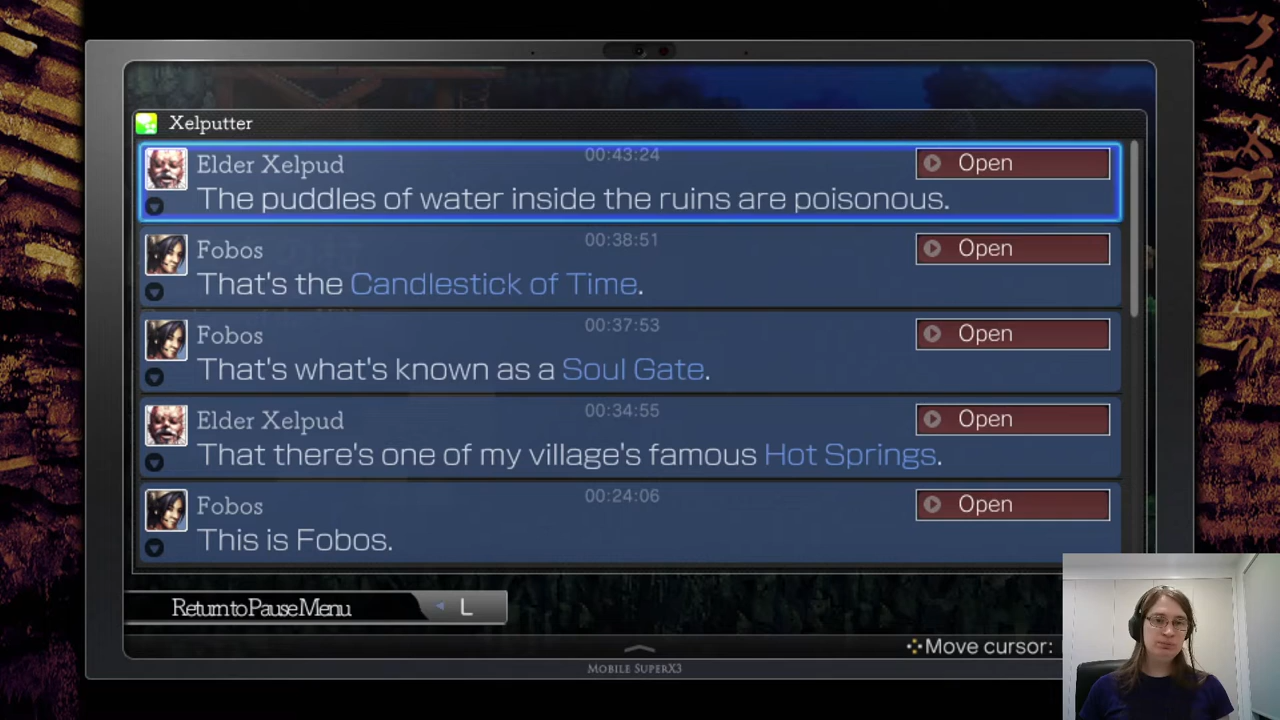 Xelputter
Elder Xelpud
00:43:24
Open
The puddles of water inside the ruins are poisonous.
Fobos
00:38:51
Open
That's the Candlestick of Time.
Fobos
00:37:53
Open
That's what's known as a Soul Gate.
Elder Xelpud
00:34:55
Open
That there's one of my village's famous Hot Springs.
Fobos
00:24:06
Open
This is Fobos.
Return to Pause Menu
L
Move cursor:
MOBILE SUPERX3